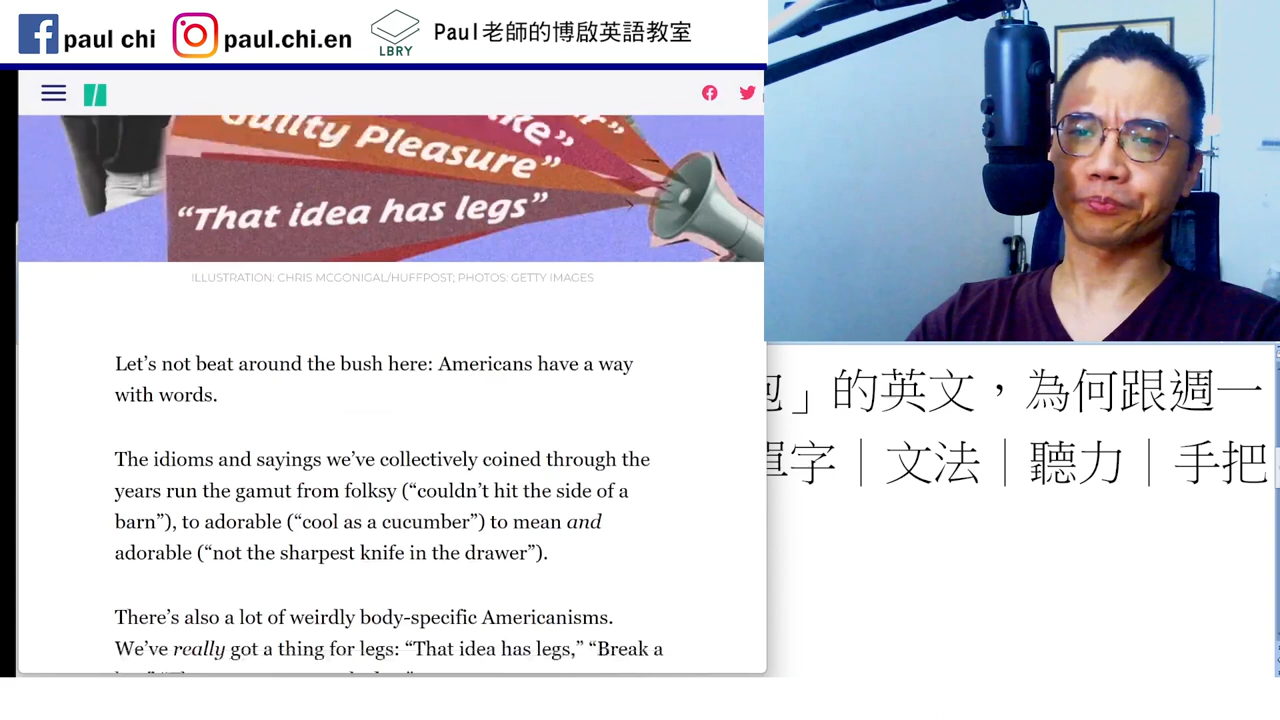 paul chi
paul.chi.en
LBRY
Paul老師的博啟英語教室
Guilty Pleasure”
“That idea has legs”
ILLUSTRATION: CHRIS MCGONIGAL/HUFFPOST; PHOTOS: GETTY IMAGES
Let’s not beat around the bush here: Americans have a way
with words.
The idioms and sayings we’ve collectively coined through the
years run the gamut from folksy (“couldn’t hit the side of a
barn”), to adorable (“cool as a cucumber”) to mean and
adorable (“not the sharpest knife in the drawer”).
There’s also a lot of weirdly body-specific Americanisms.
We’ve really got a thing for legs: “That idea has legs,” “Break a
」的英文，為何跟週一
字｜文法｜聽力｜手把